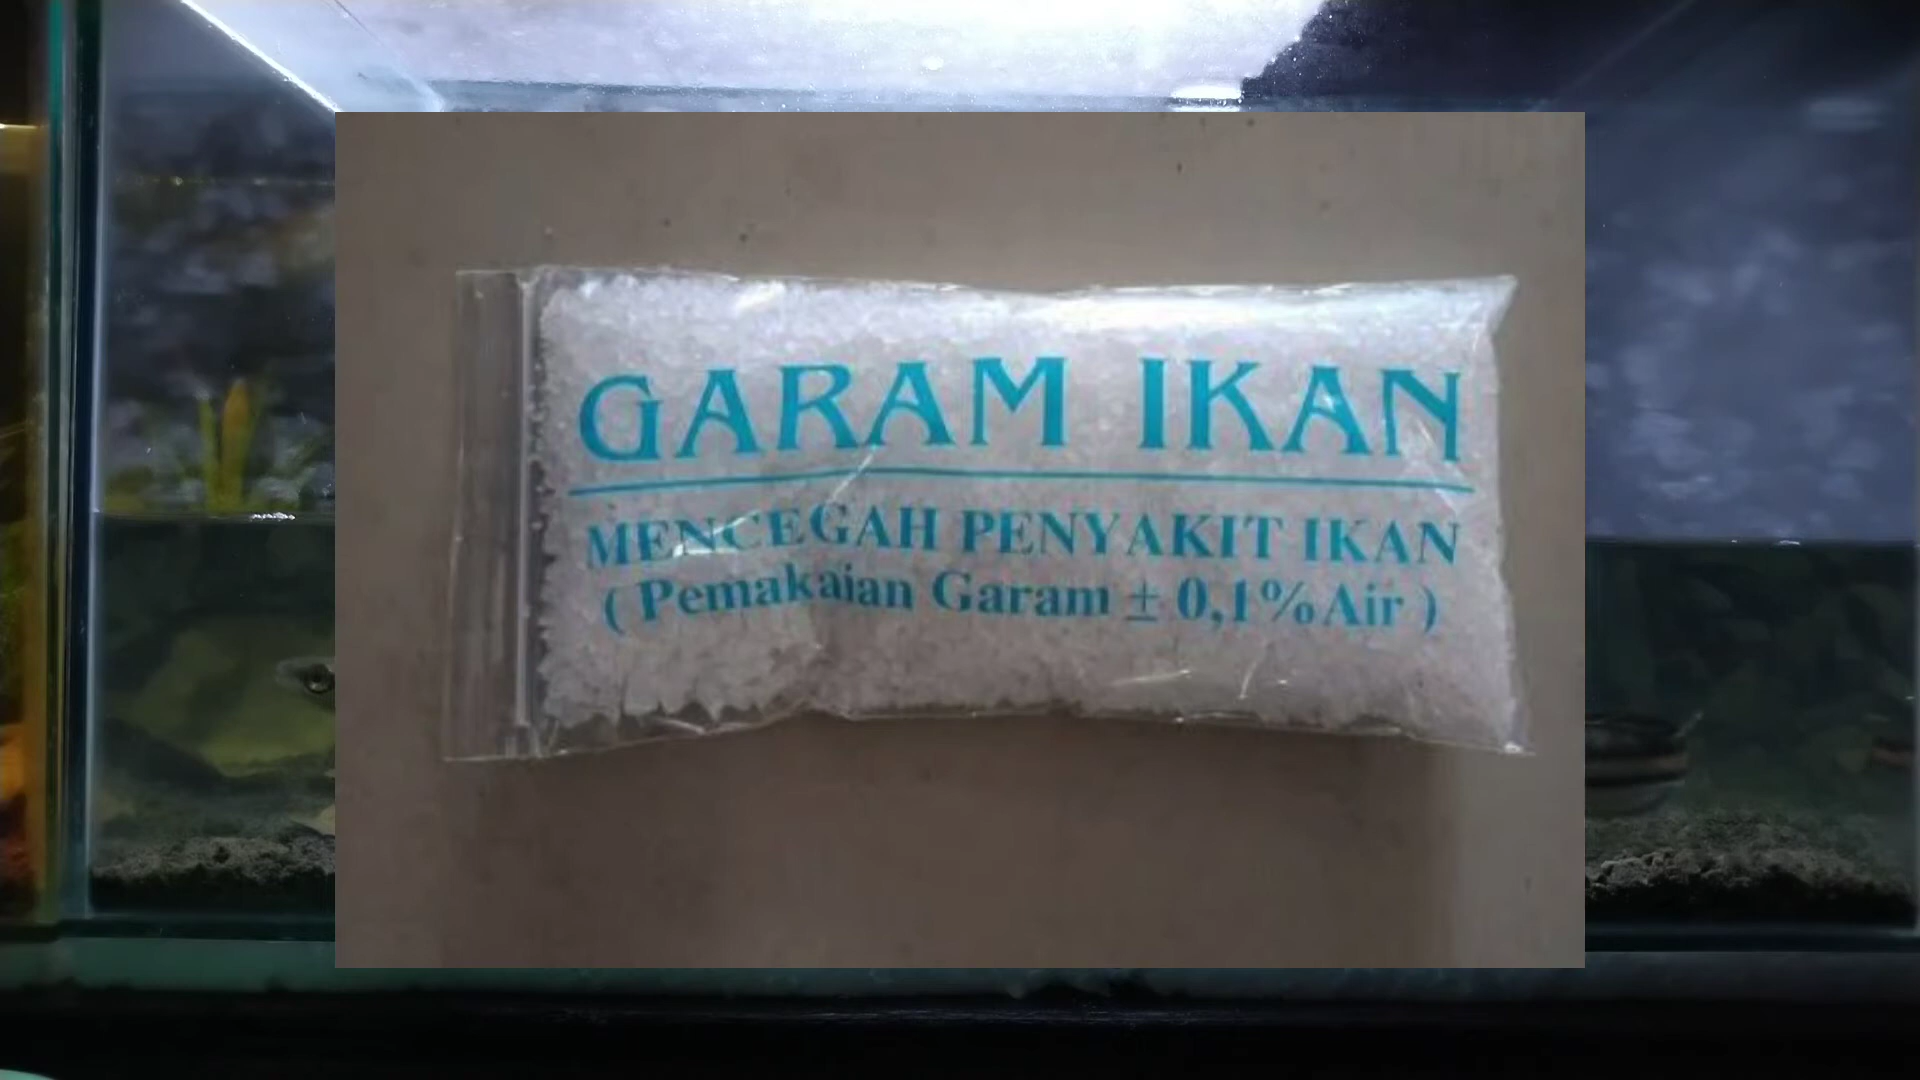 GARAM IKAN
MENCEGAH PENYAKIT IKAN
( Pemakaian Garam ± 0,1% Air )